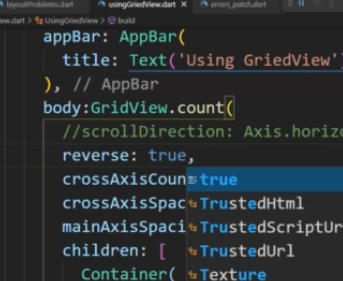 layoutProblems.dart usingGriedView.dart × errors_patch.dart
view.dart > UsingGriedView > build
appBar: AppBar(
title: Text('Using GriedView')
), // AppBar
body:GridView.count(
//scrollDirection: Axis.horizo
reverse: true,
crossAxisCoun true
crossAxisSpac TrustedHtml
mainAxisSpaci TrustedScriptUr
children: [ TrustedUrl
Container( Texture